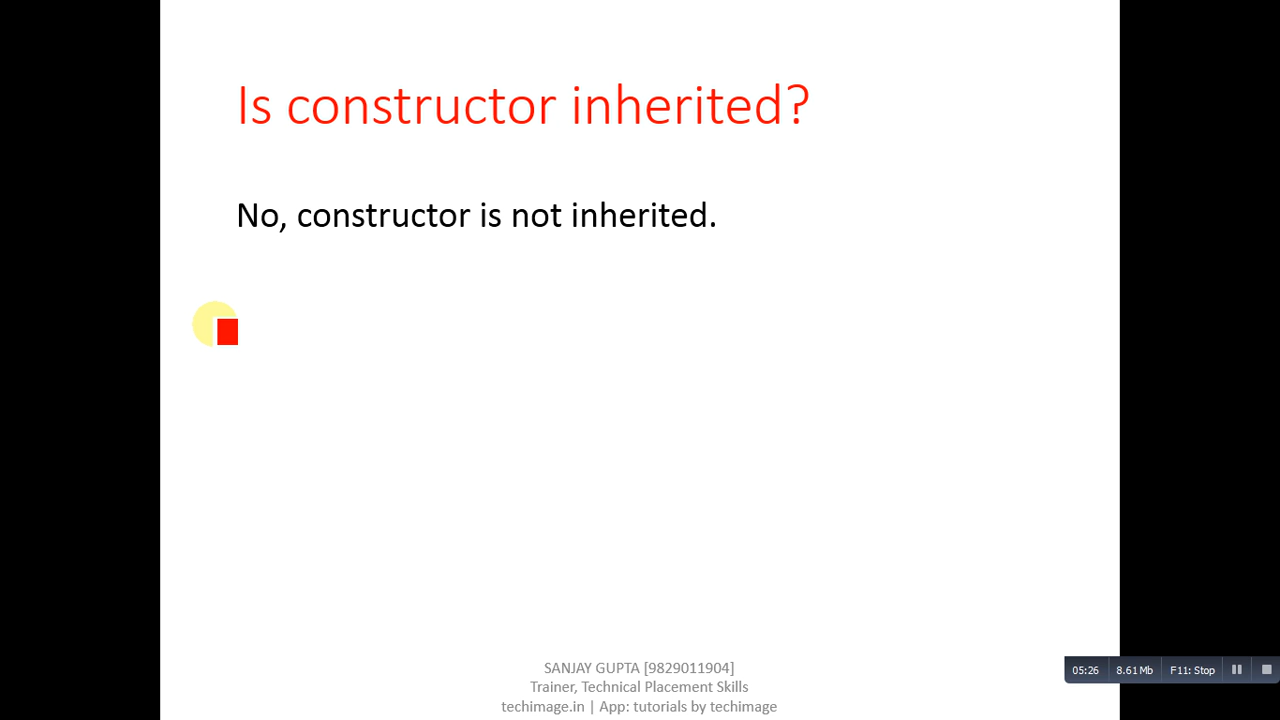 Is constructor inherited?
No, constructor is not inherited.
SANJAY GUPTA [9829011904]
Trainer, Technical Placement Skills
techimage.in | App: tutorials by techimage
05:26 8.61 Mb F11: Stop